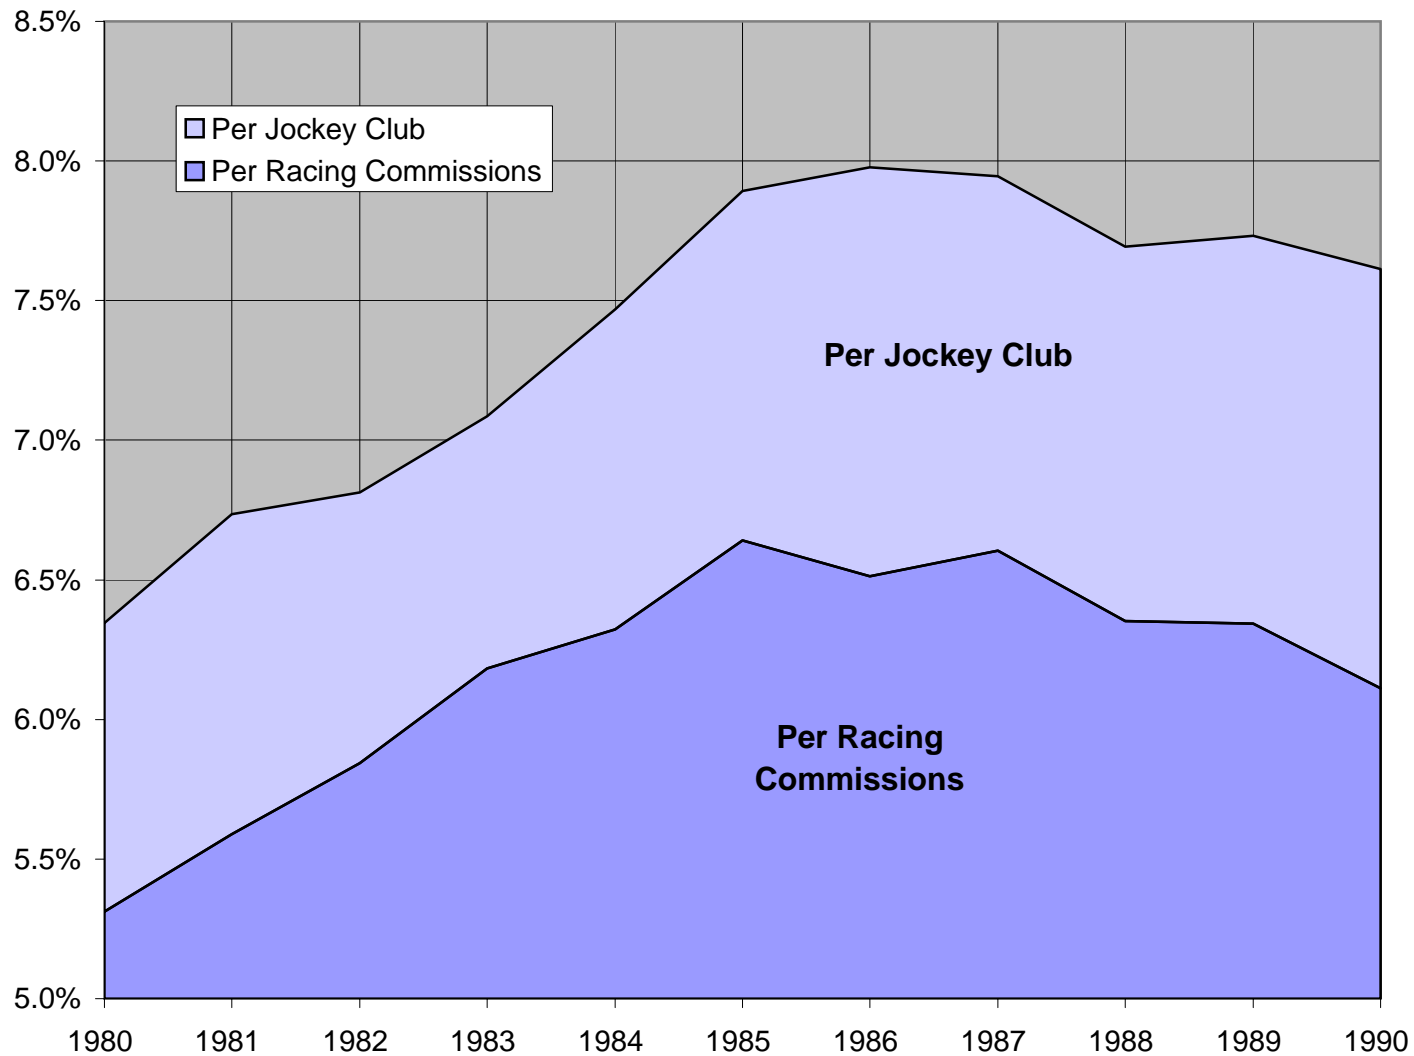 8.5%
Per Jockey Club
8.0%
Per Racing Commissions
7.5%
Per Jockey Club
7.0%
6.5%
6.0%
Per Racing
Commissions
5.5%
5.0%
1980 1981 1982 1983 1984 1985 1986 1987 1988 1989 1990